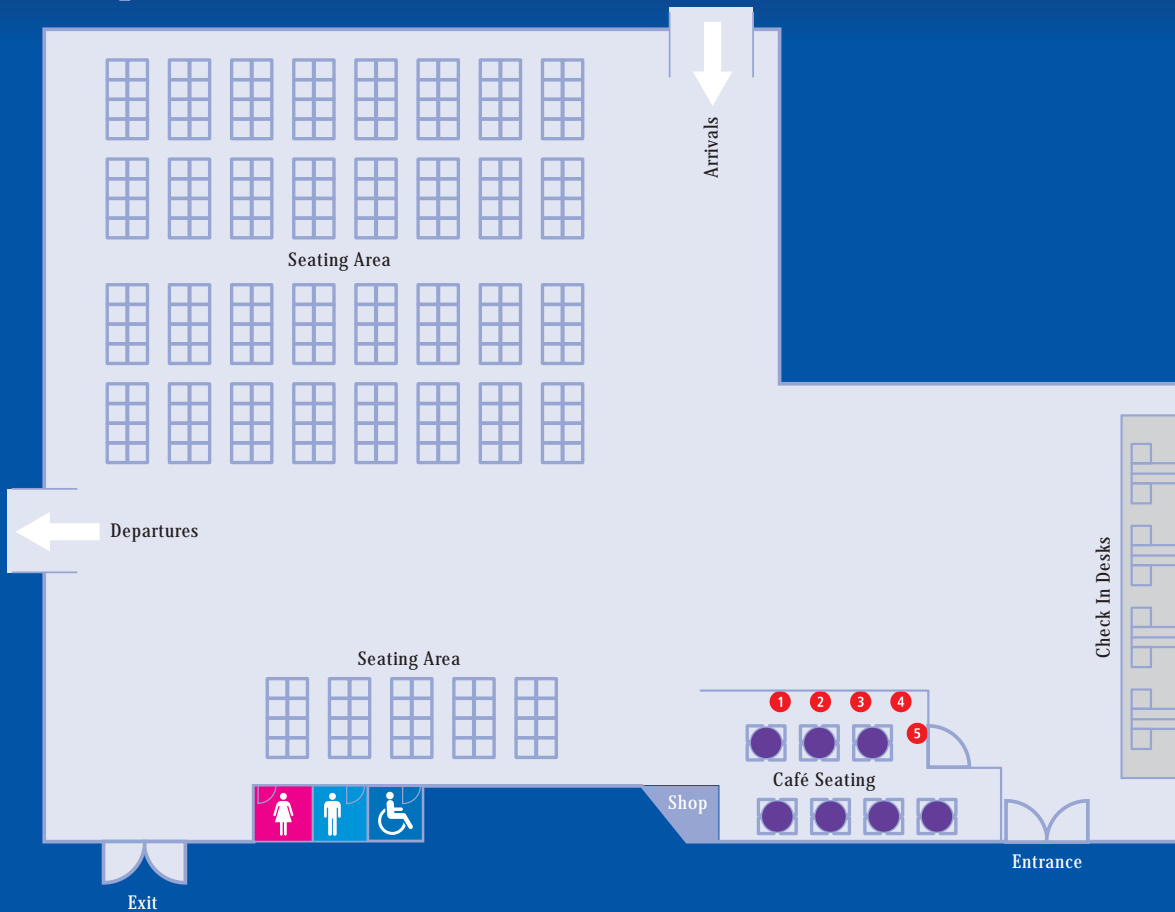 Arrivals
Seating Area
Departures
Check In Desks
Seating Area
1 2 3 4
5
Café Seating
Shop
Entrance
Exit